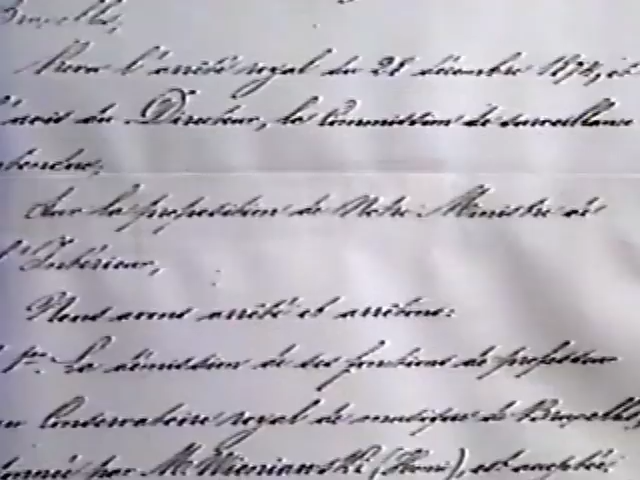 Bruxelles,
Revu l'arrêté royal du 28 décembre 1874, et
l'avis du Directeur, la Commission de surveillance
entendue;
Sur la proposition de Notre Ministre de
l'Intérieur,
Nous avons arrêté et arrêtons:
1er. La démission de ses fonctions de professeur
au Conservatoire royal de musique de Bruxelles,
donnée par M. Wieniawski (Henri), est acceptée.